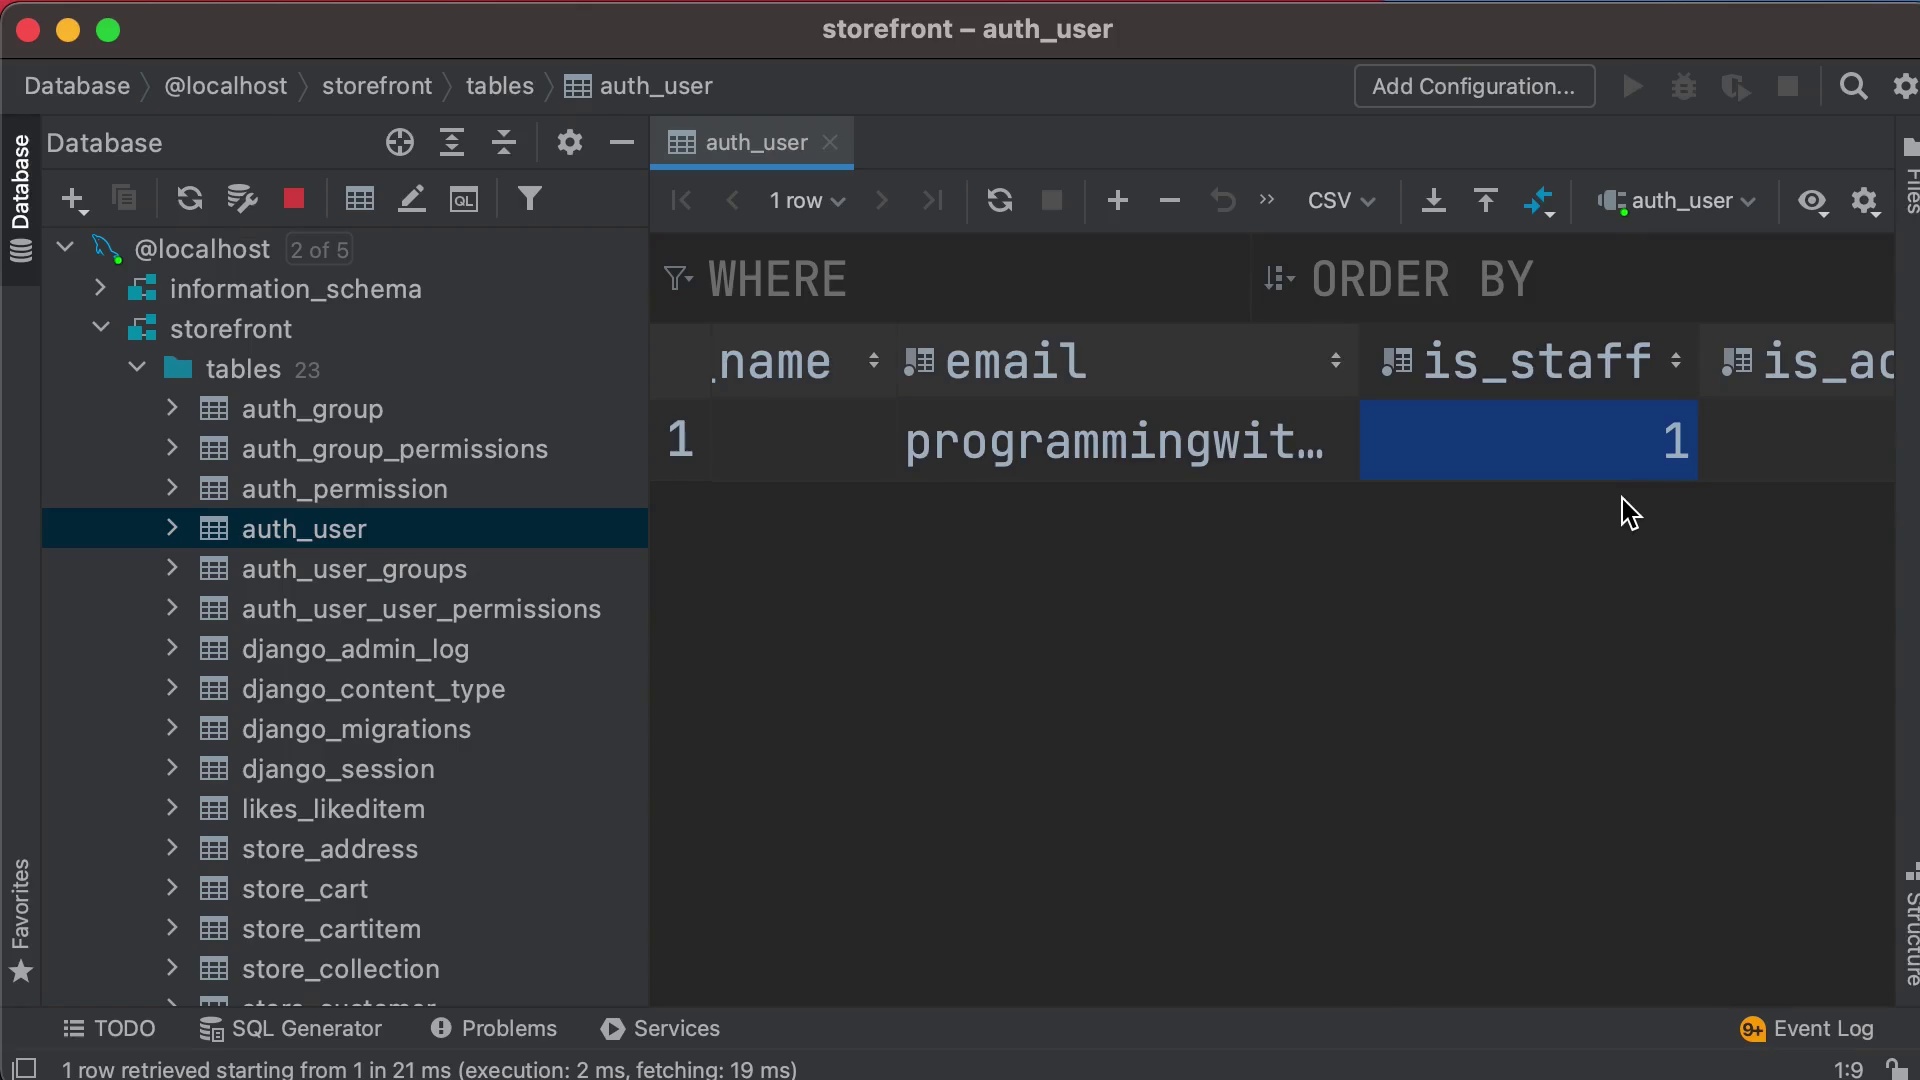 storefront – auth_user
Database
@localhost
storefront
tables
auth_user
Add Configuration...
Database
Database
auth_user
1 row
CSV
auth_user
Files
@localhost 2 of 5
information_schema
storefront
tables 23
auth_group
auth_group_permissions
auth_permission
auth_user
auth_user_groups
auth_user_user_permissions
django_admin_log
django_content_type
django_migrations
django_session
likes_likeditem
store_address
store_cart
store_cartitem
store_collection
store_customer
WHERE
ORDER BY
_name
email
is_staff
is_ac
1
programmingwit…
1
Favorites
Structure
TODO
SQL Generator
Problems
Services
9+ Event Log
1 row retrieved starting from 1 in 21 ms (execution: 2 ms, fetching: 19 ms)
1:9